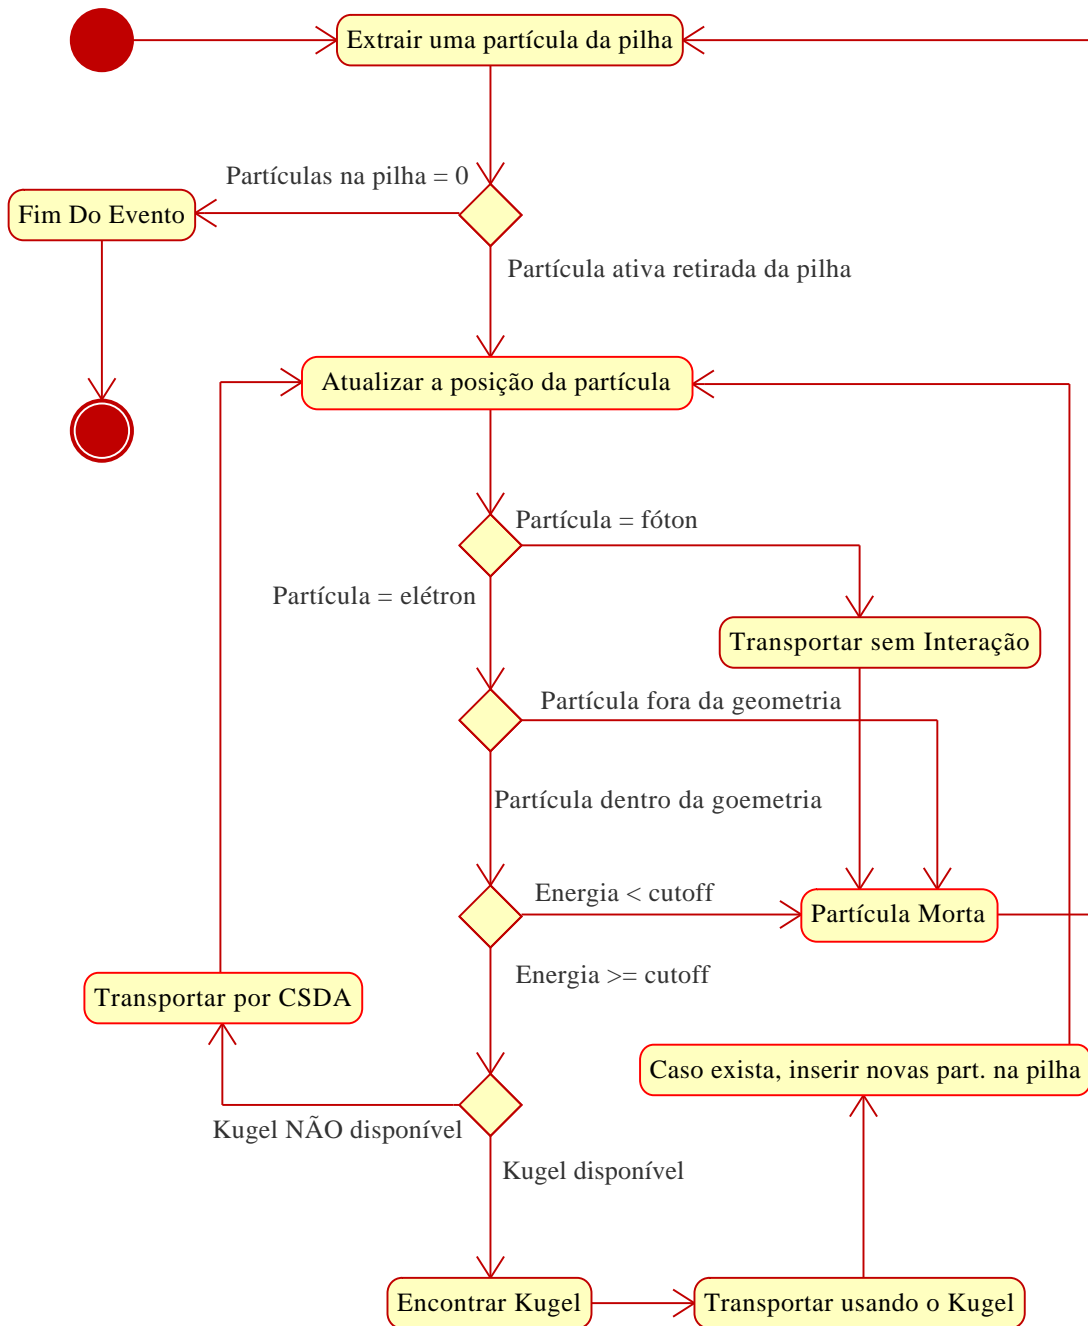 Extrair uma partícula da pilha
Partículas na pilha = 0
Fim Do Evento
Partícula ativa retirada da pilha
Atualizar a posição da partícula
Partícula = fóton
Partícula = elétron
Transportar sem Interação
Partícula fora da geometria
Partícula dentro da goemetria
Energia < cutoff
Partícula Morta
Energia >= cutoff
Transportar por CSDA
Caso exista, inserir novas part. na pilha
Kugel NÃO disponível
Kugel disponível
Encontrar Kugel
Transportar usando o Kugel